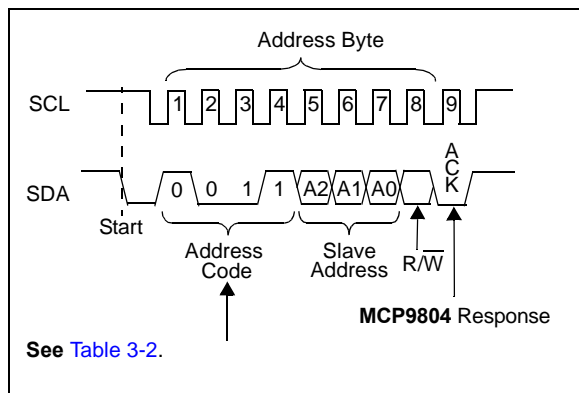 Address Byte
SCL
1 2 3 4 5 6 7 8 9
SDA
0 0 1 1 A2 A1 A0
ACK
Start
Address
Code
Slave
Address
R/W̅
MCP9804 Response
See Table 3-2.